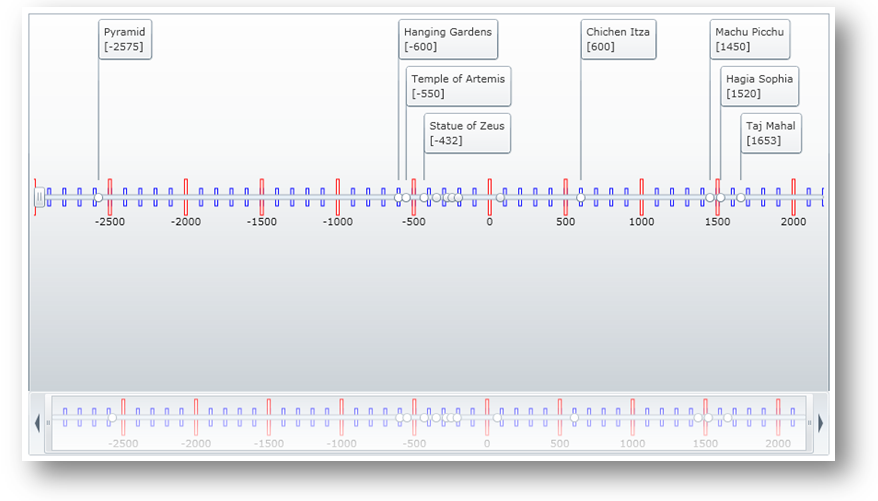 Pyramid
[-2575]
Hanging Gardens
[-600]
Chichen Itza
[600]
Machu Picchu
[1450]
Temple of Artemis
[-550]
Hagia Sophia
[1520]
Statue of Zeus
[-432]
Taj Mahal
[1653]
-2500 -2000 -1500 -1000 -500 0 500 1000 1500 2000
-2500 -2000 -1500 -1000 -500 0 500 1000 1500 2000